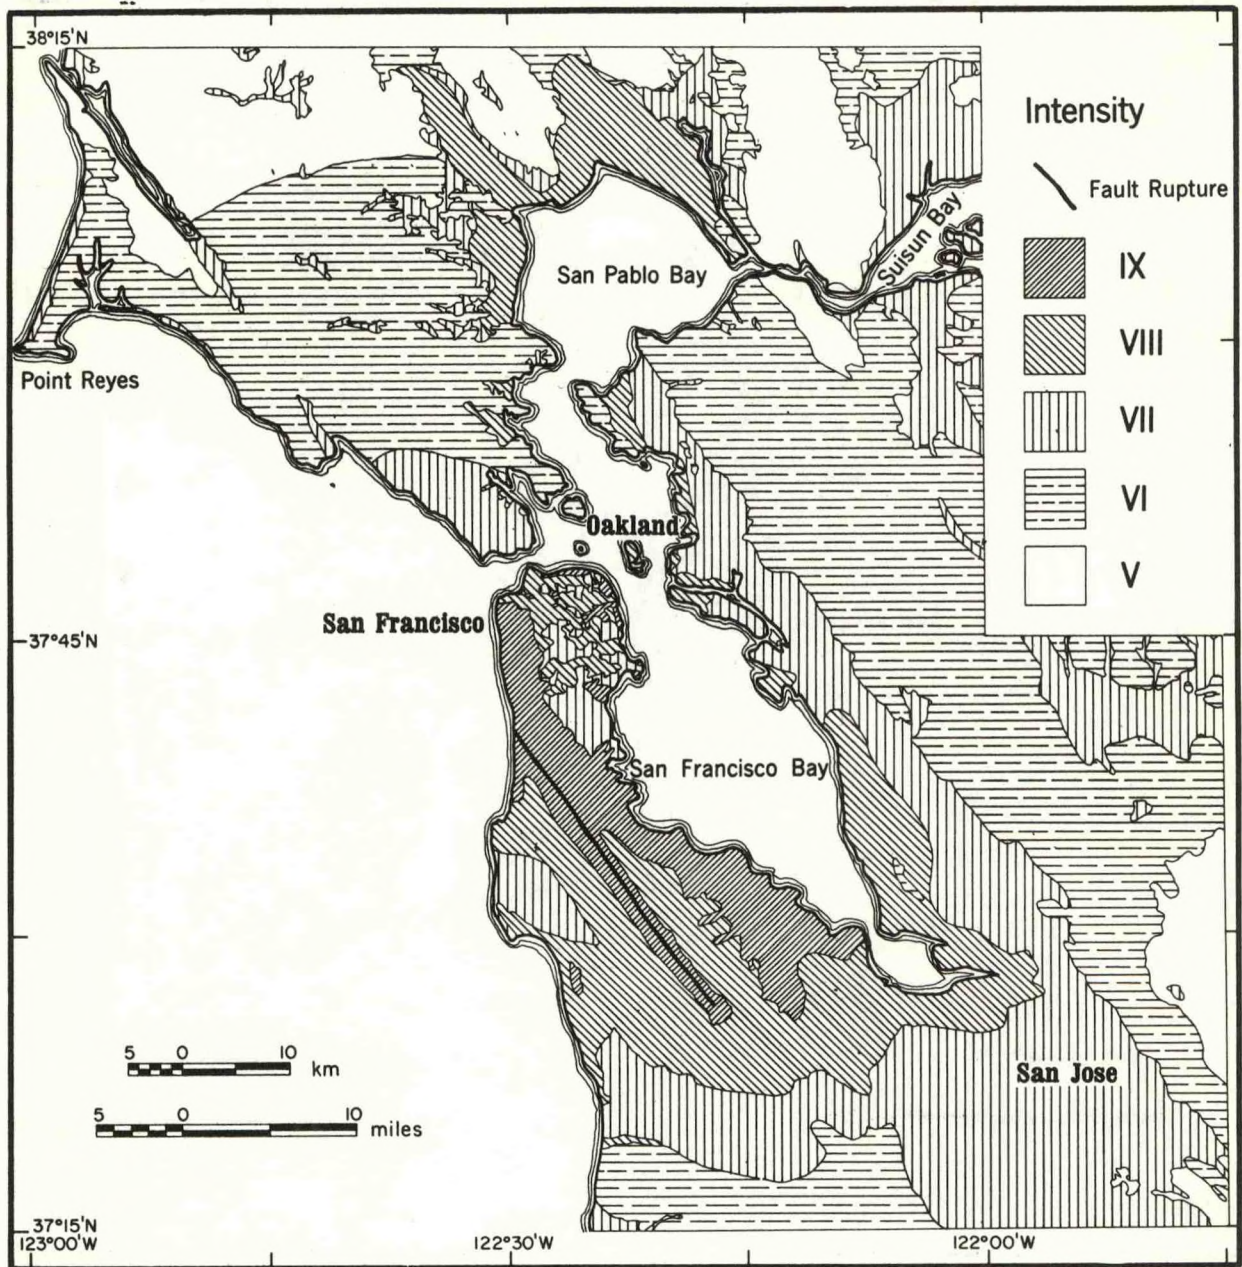 38°15'N
Intensity
Fault Rupture
IX
VIII
VII
VI
V
Suisun Bay
San Pablo Bay
Point Reyes
Oakland
San Francisco
37°45'N
San Francisco Bay
5 0 10
km
5 0 10
miles
San Jose
37°15'N
123°00'W
122°30'W
122°00'W